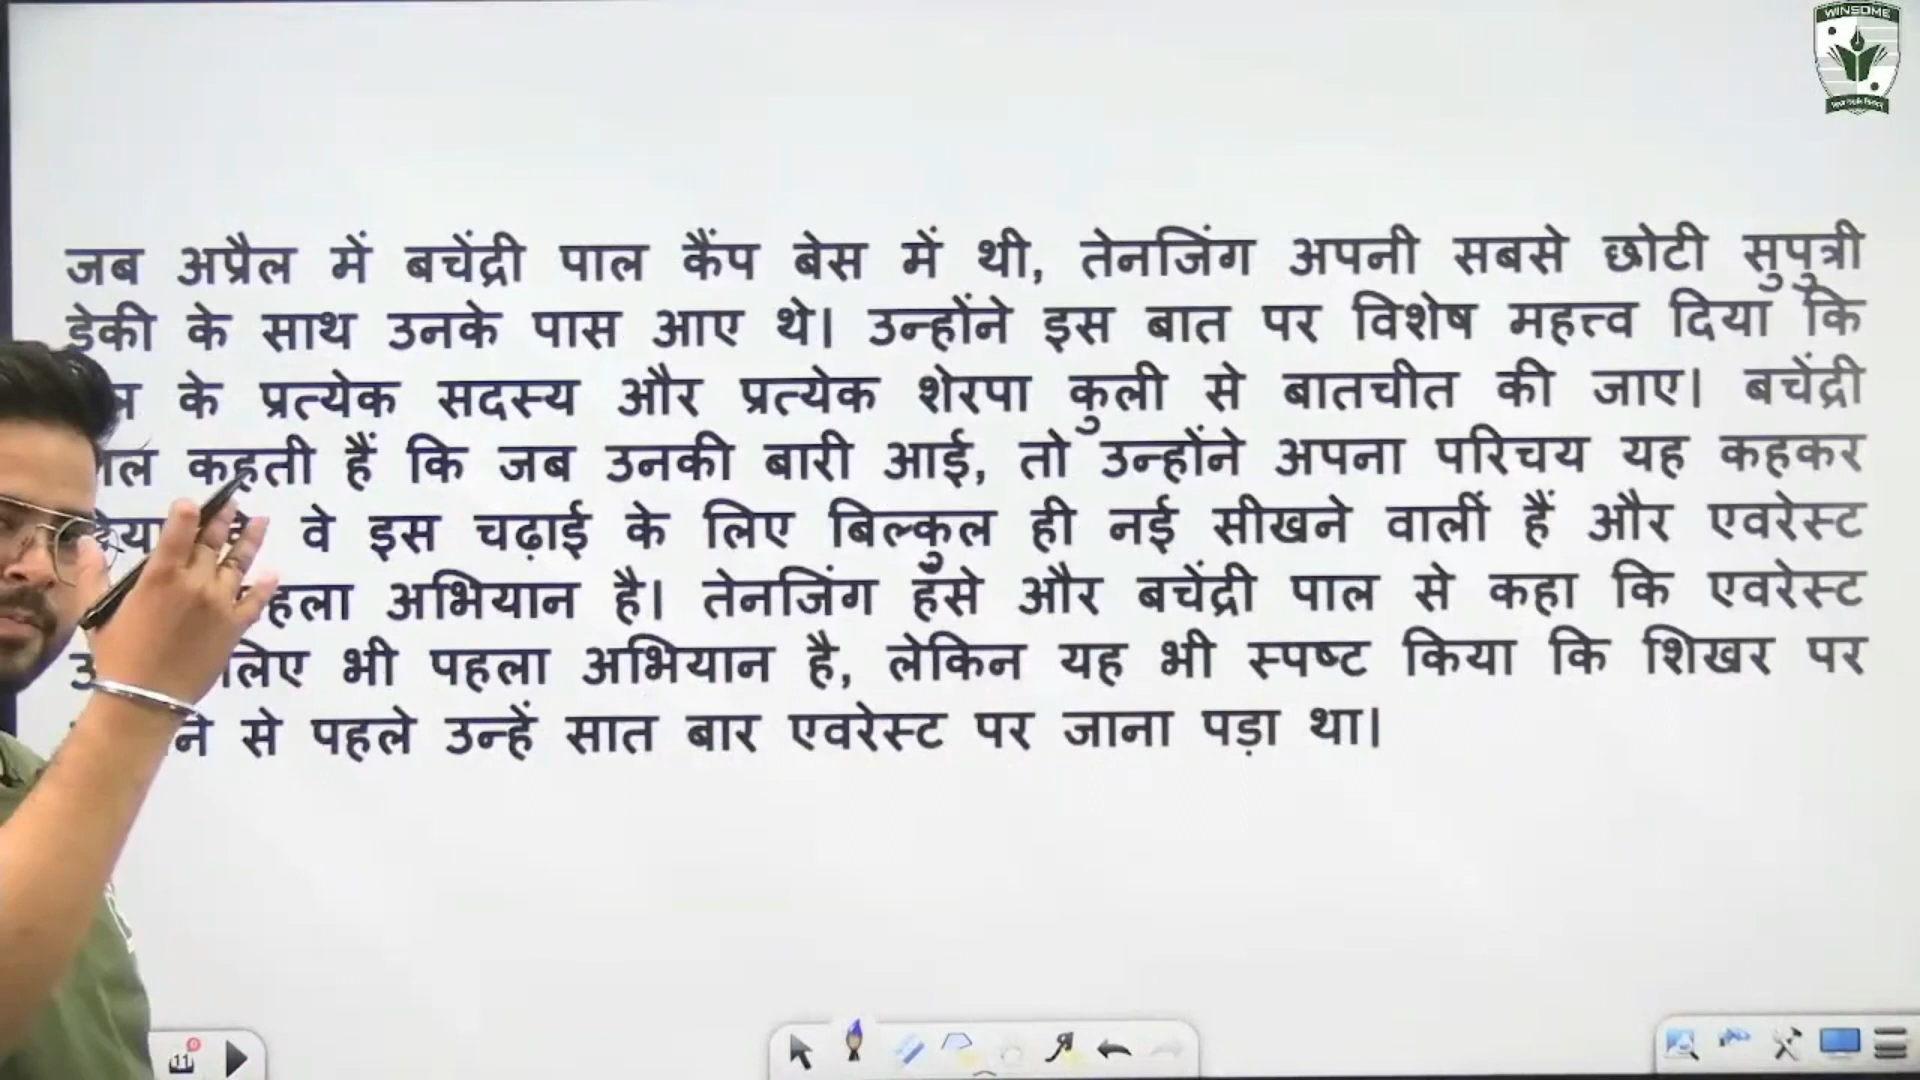 WINSOME
जब अप्रैल में बचेंद्री पाल कैंप बेस में थी, तेनजिंग अपनी सबसे छोटी सुपुत्री
डेकी के साथ उनके पास आए थे। उन्होंने इस बात पर विशेष महत्त्व दिया कि
के प्रत्येक सदस्य और प्रत्येक शेरपा कुली से बातचीत की जाए। बचेंद्री
कहती हैं कि जब उनकी बारी आई, तो उन्होंने अपना परिचय यह कहकर
वे इस चढ़ाई के लिए बिल्कुल ही नई सीखने वालीं हैं और एवरेस्ट
अभियान है। तेनजिंग हँसे और बचेंद्री पाल से कहा कि एवरेस्ट
लिए भी पहला अभियान है, लेकिन यह भी स्पष्ट किया कि शिखर पर
से पहले उन्हें सात बार एवरेस्ट पर जाना पड़ा था।
11